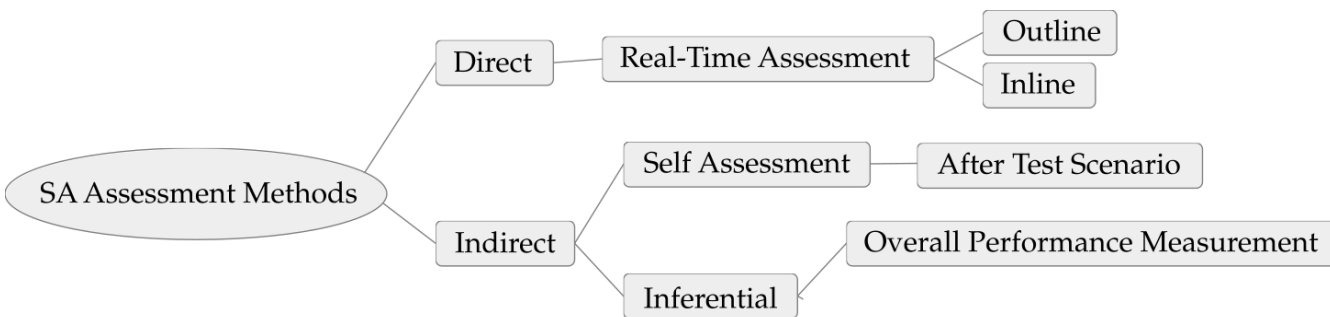 Outline
Direct
Real-Time Assessment
Inline
SA Assessment Methods
Self Assessment
After Test Scenario
Indirect
Overall Performance Measurement
Inferential